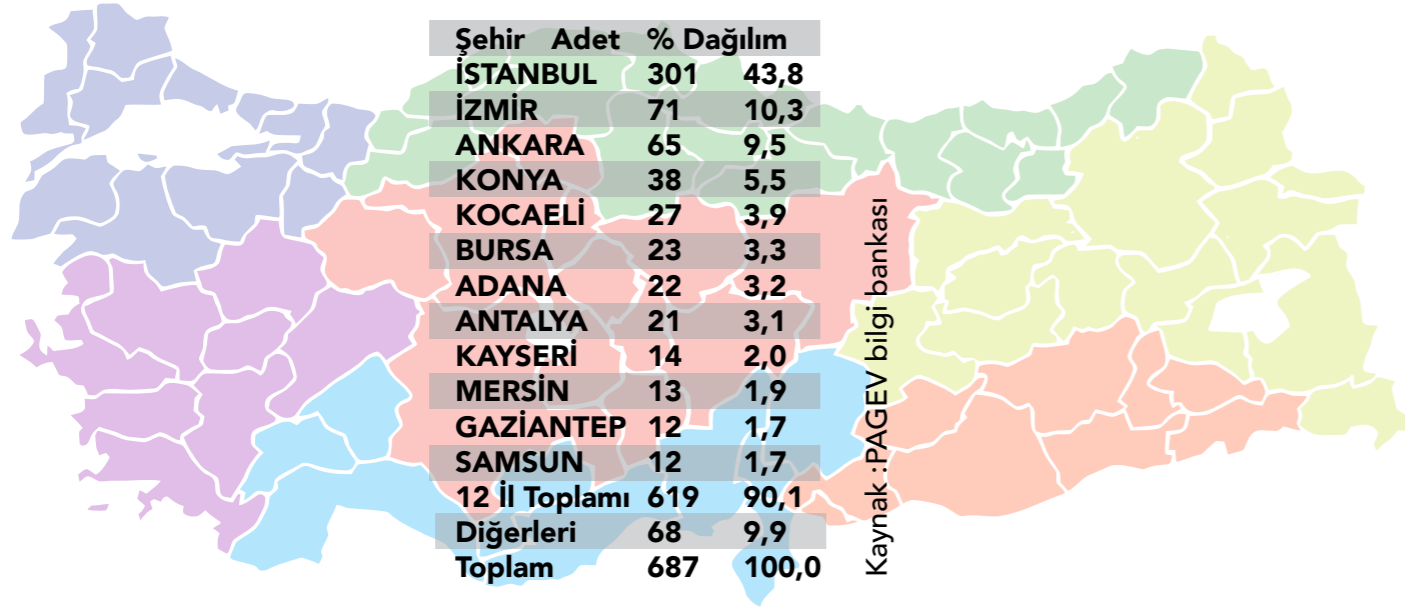 Şehir Adet % Dağılım
İSTANBUL 301 43,8
İZMİR 71 10,3
ANKARA 65 9,5
KONYA 38 5,5
KOCAELİ 27 3,9
BURSA 23 3,3
ADANA 22 3,2
ANTALYA 21 3,1
KAYSERİ 14 2,0
MERSİN 13 1,9
GAZİANTEP 12 1,7
SAMSUN 12 1,7
12 İl Toplamı 619 90,1
Diğerleri 68 9,9
Toplam 687 100,0
Kaynak :PAGEV bilgi bankası